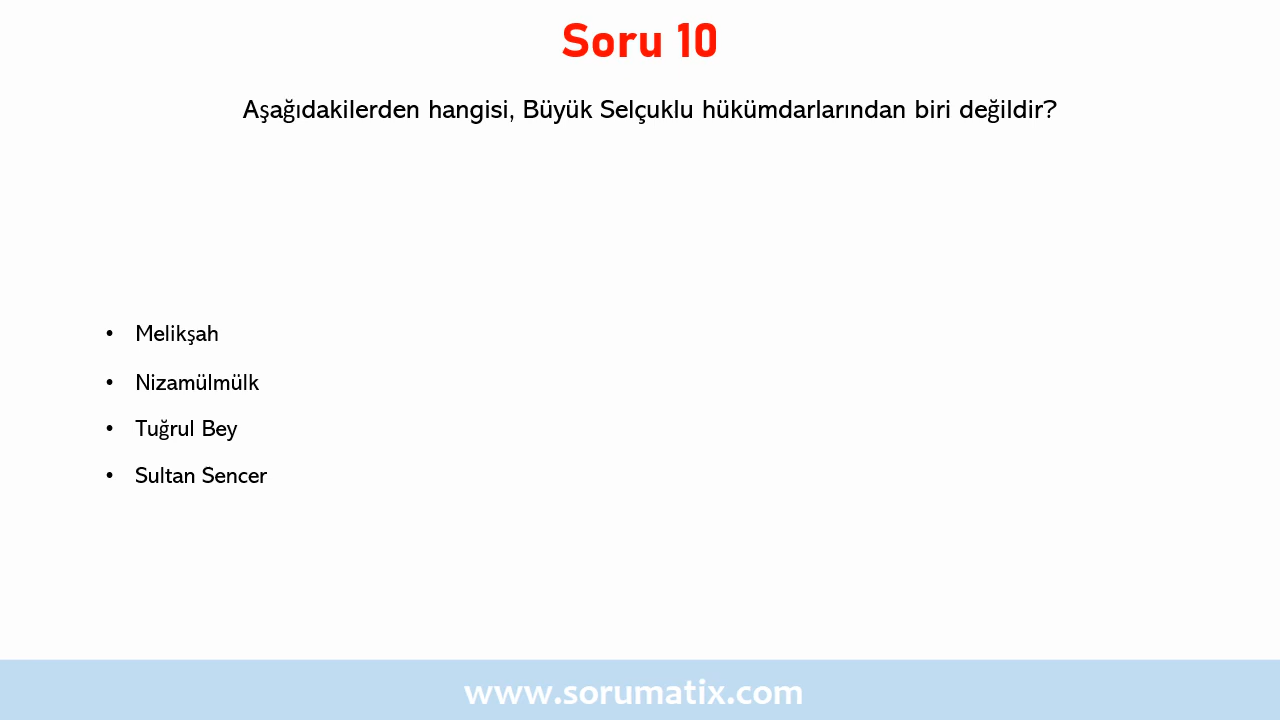 Soru 10
Aşağıdakilerden hangisi, Büyük Selçuklu hükümdarlarından biri değildir?
• Melikşah
• Nizamülmülk
• Tuğrul Bey
• Sultan Sencer
www.sorumatix.com